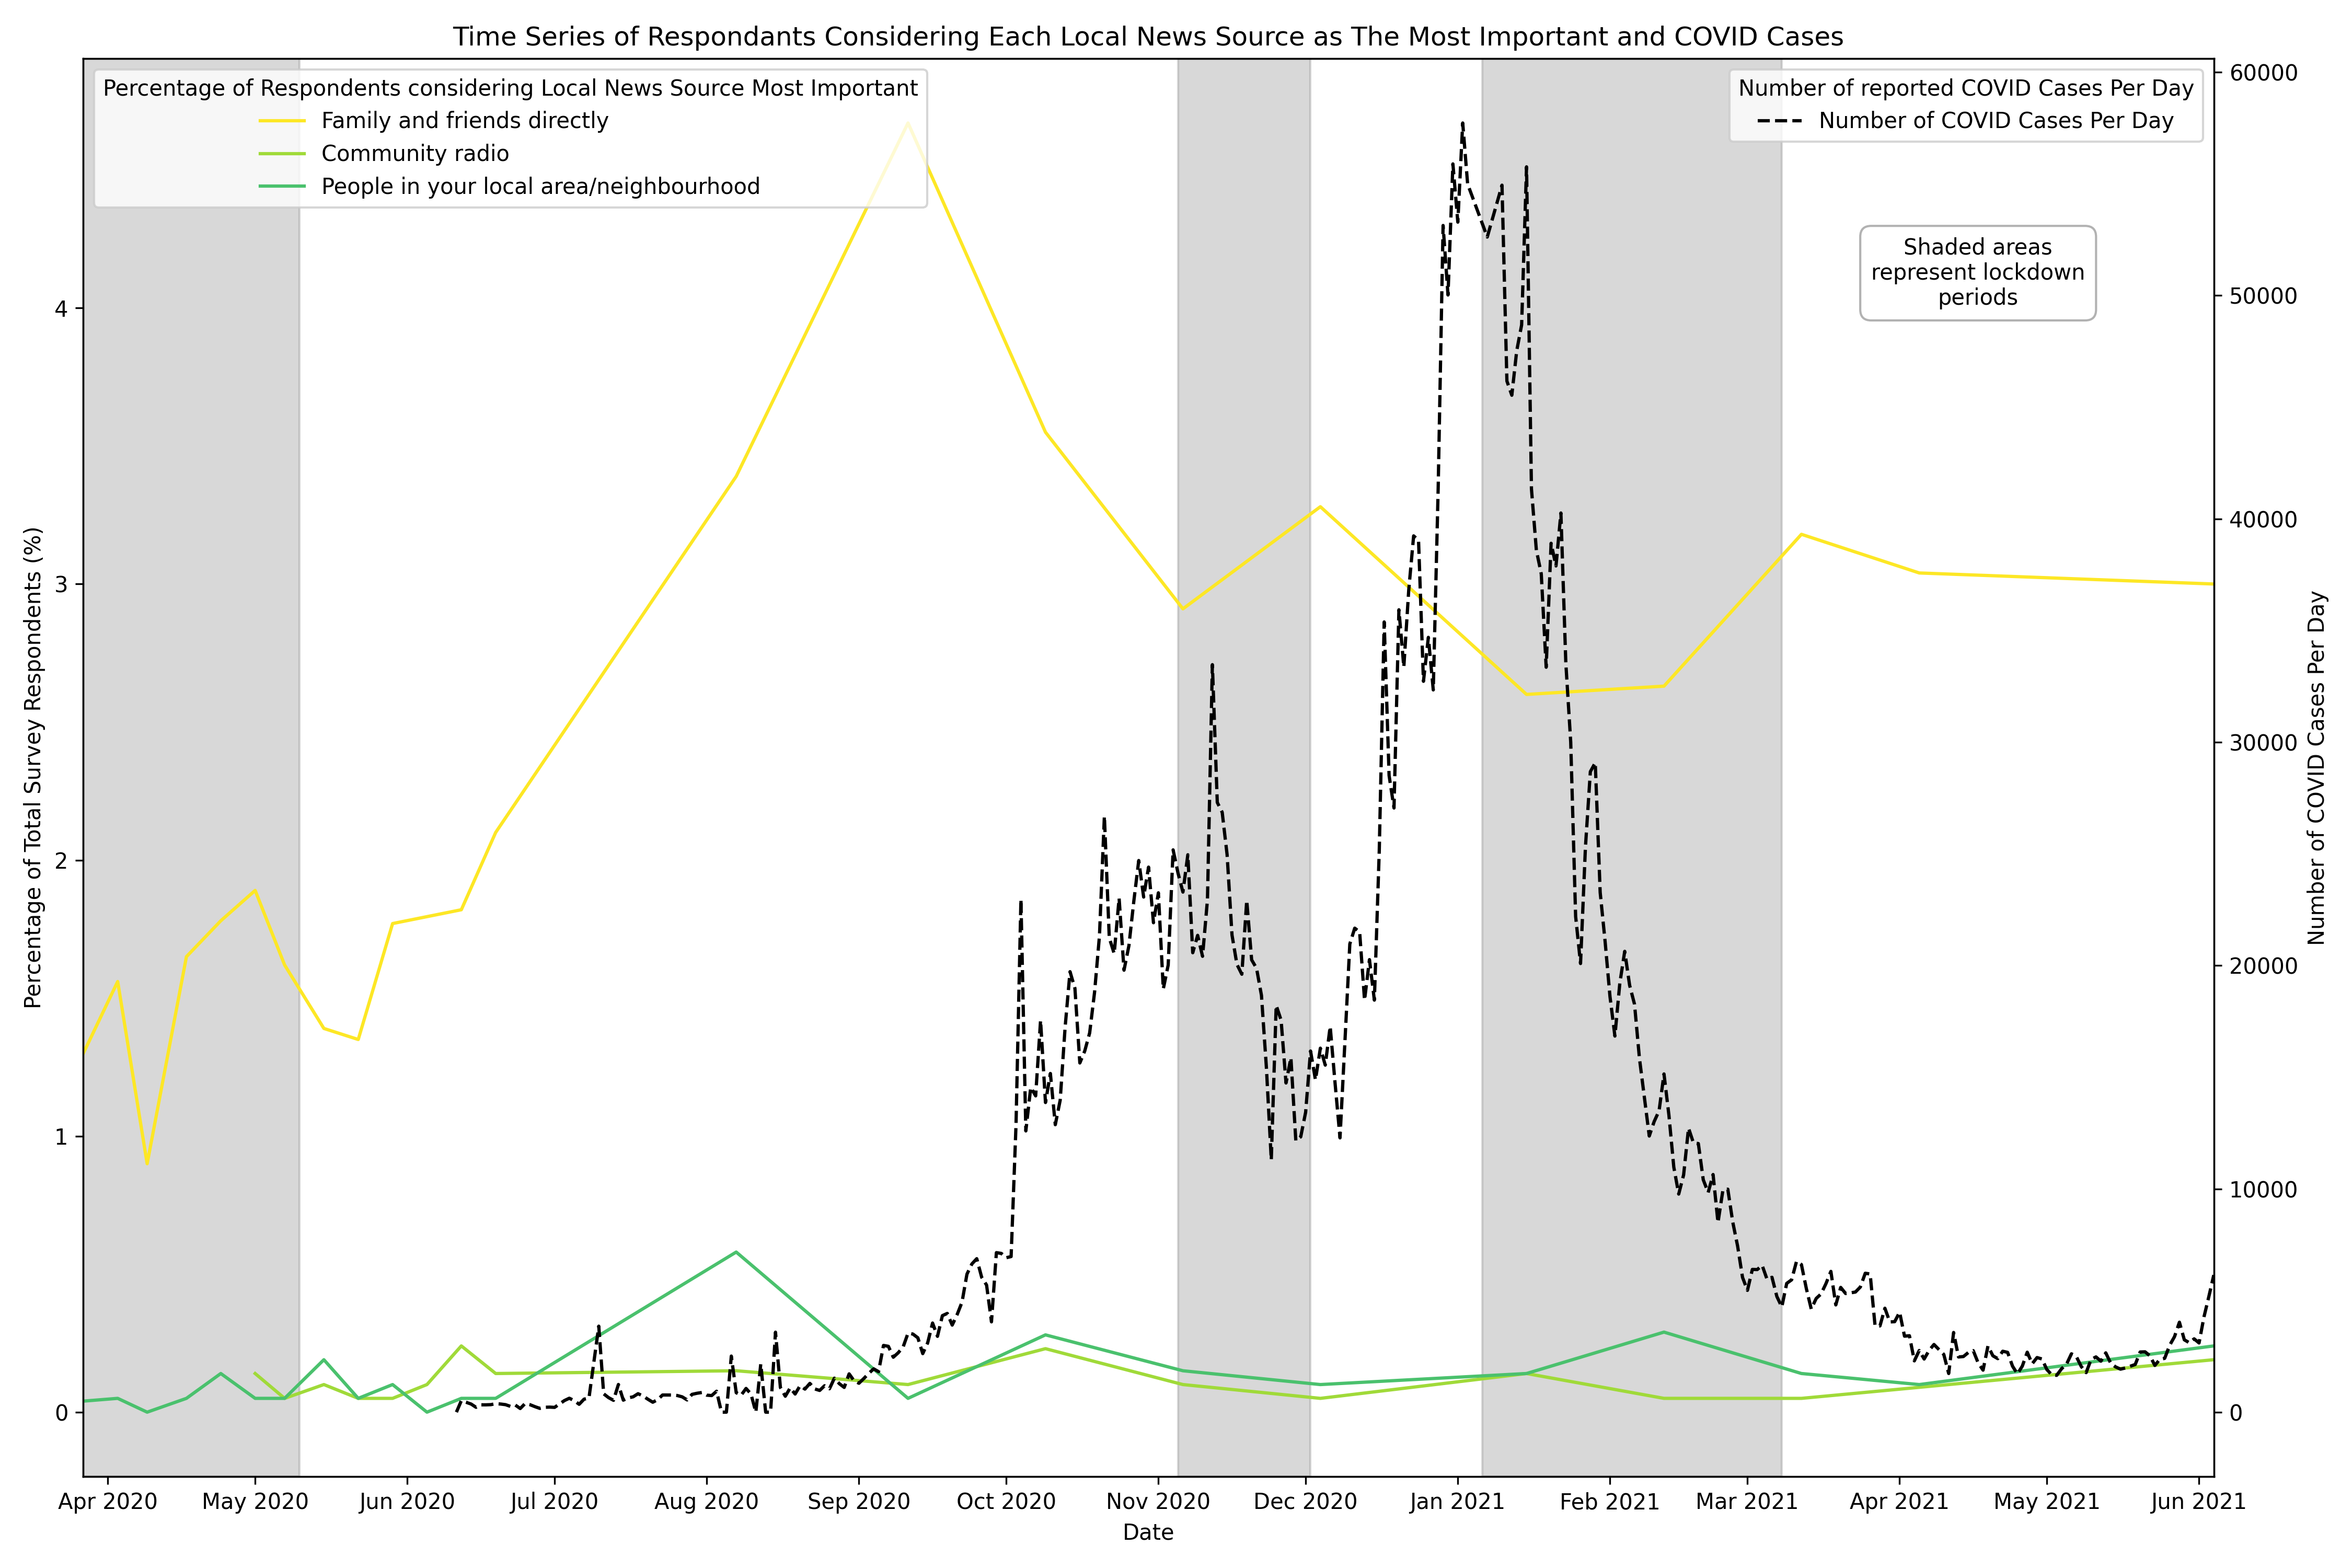 Time Series of Respondants Considering Each Local News Source as The Most Important and COVID Cases
Percentage of Respondents considering Local News Source Most Important
Family and friends directly
Community radio
People in your local area/neighbourhood
Number of reported COVID Cases Per Day
Number of COVID Cases Per Day
Shaded areas
represent lockdown
periods
Percentage of Total Survey Respondents (%)
4
3
2
1
0
60000
50000
40000
30000
20000
10000
0
Number of COVID Cases Per Day
Apr 2020 May 2020 Jun 2020 Jul 2020 Aug 2020 Sep 2020 Oct 2020 Nov 2020 Dec 2020 Jan 2021 Feb 2021 Mar 2021 Apr 2021 May 2021 Jun 2021
Date